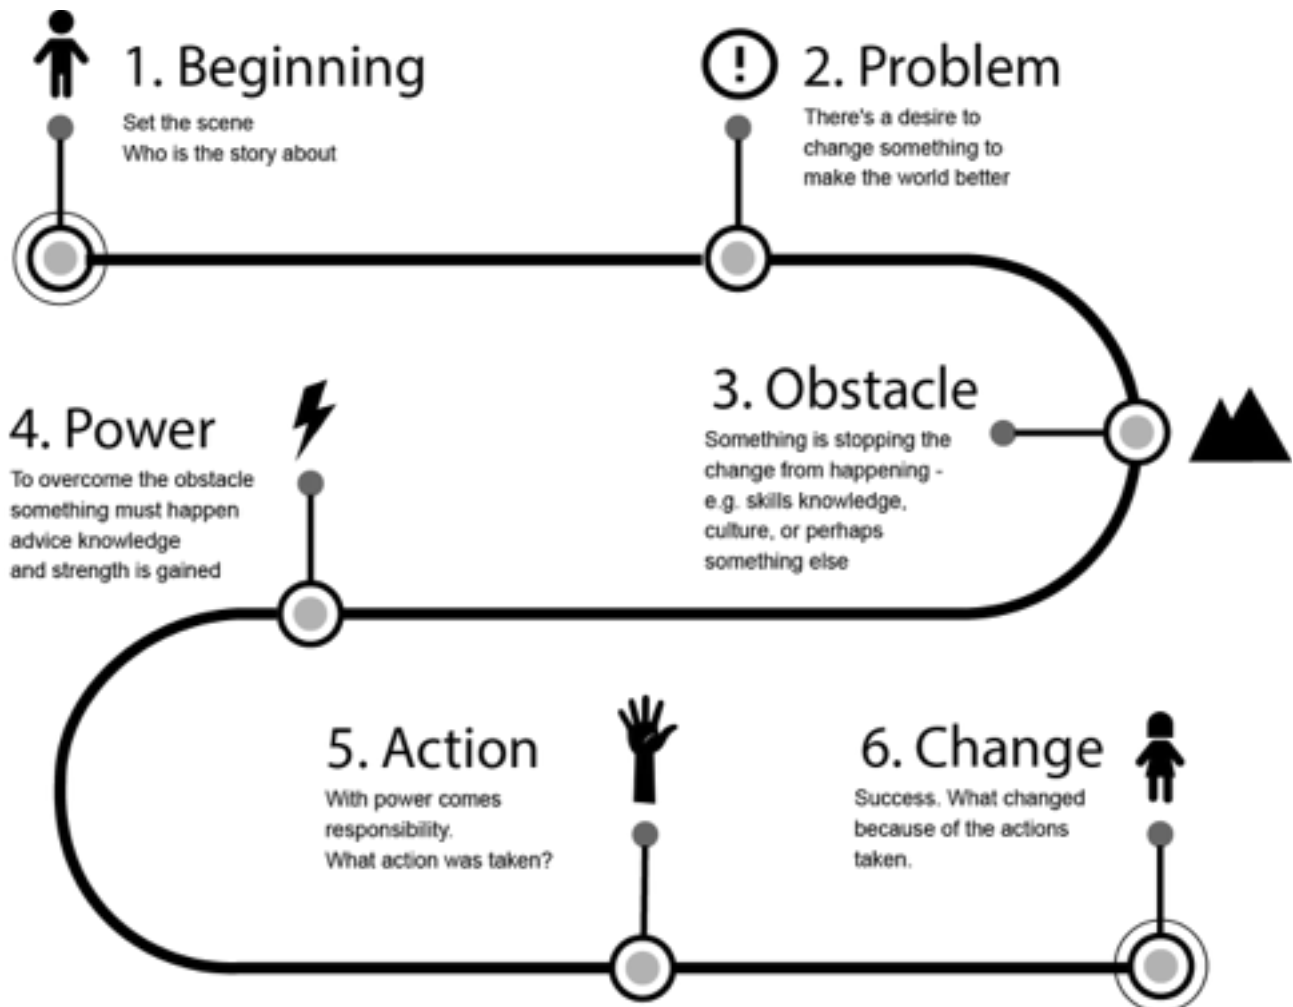 1. Beginning
Set the scene
Who is the story about
2. Problem
There's a desire to
change something to
make the world better
3. Obstacle
Something is stopping the
change from happening -
e.g. skills knowledge,
culture, or perhaps
something else
4. Power
To overcome the obstacle
something must happen
advice knowledge
and strength is gained
5. Action
With power comes
responsibility.
What action was taken?
6. Change
Success. What changed
because of the actions
taken.